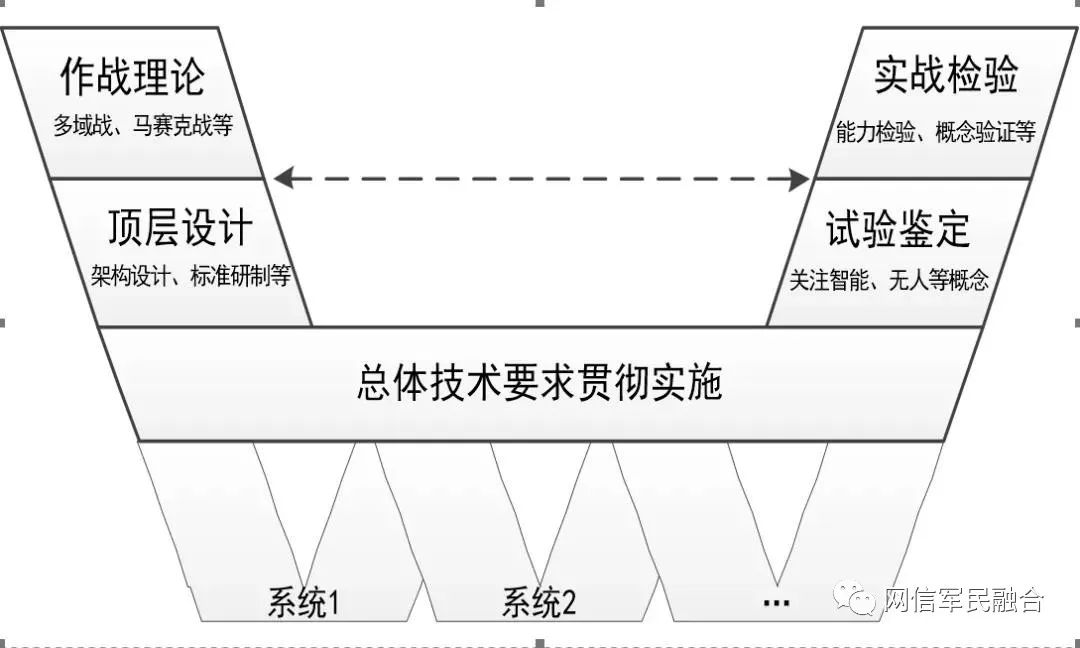 作战理论
多域战、马赛克战等
顶层设计
架构设计、标准研制等
实战检验
能力检验、概念验证等
试验鉴定
关注智能、无人等概念
总体技术要求贯彻实施
系统1
系统2
...
网信军民融合